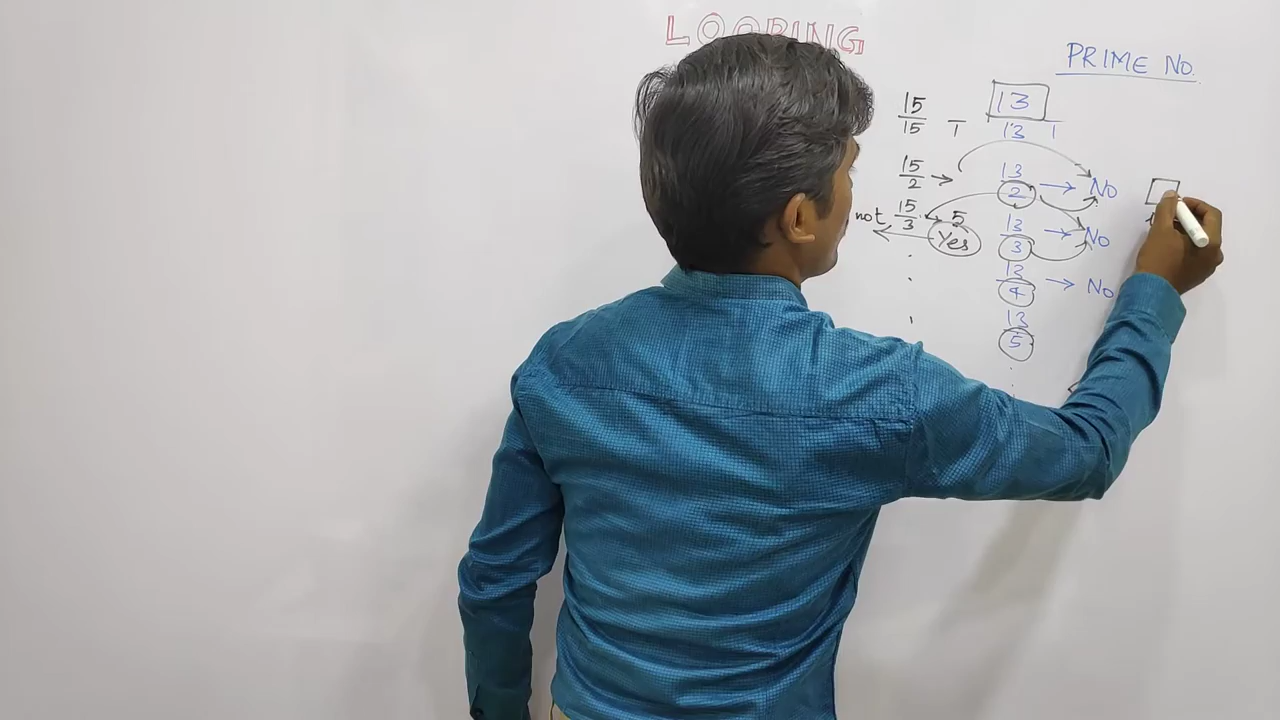 LOOPING
PRIME NO.
15/15 1
13
13 1
15/2 →
13/2 → No
not 15/3 → 5
Yes
13/3 → No
13/4 → No
13/5